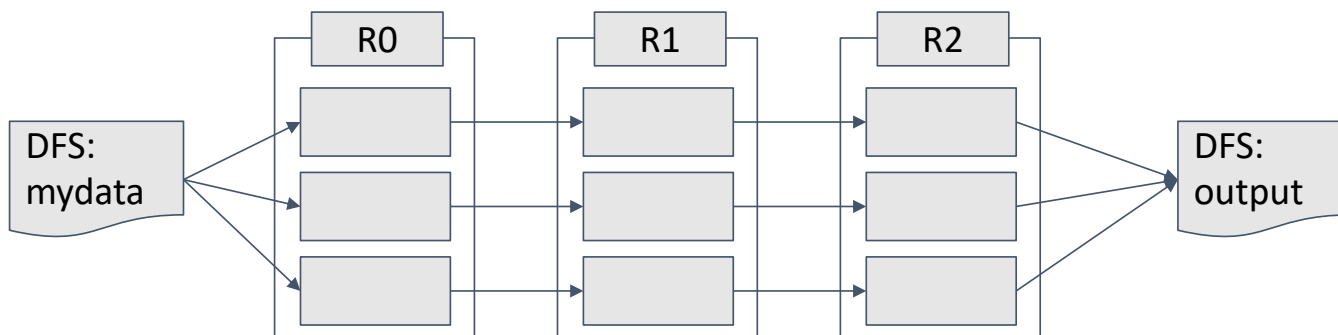 R0
R1
R2
DFS:
mydata
DFS:
output